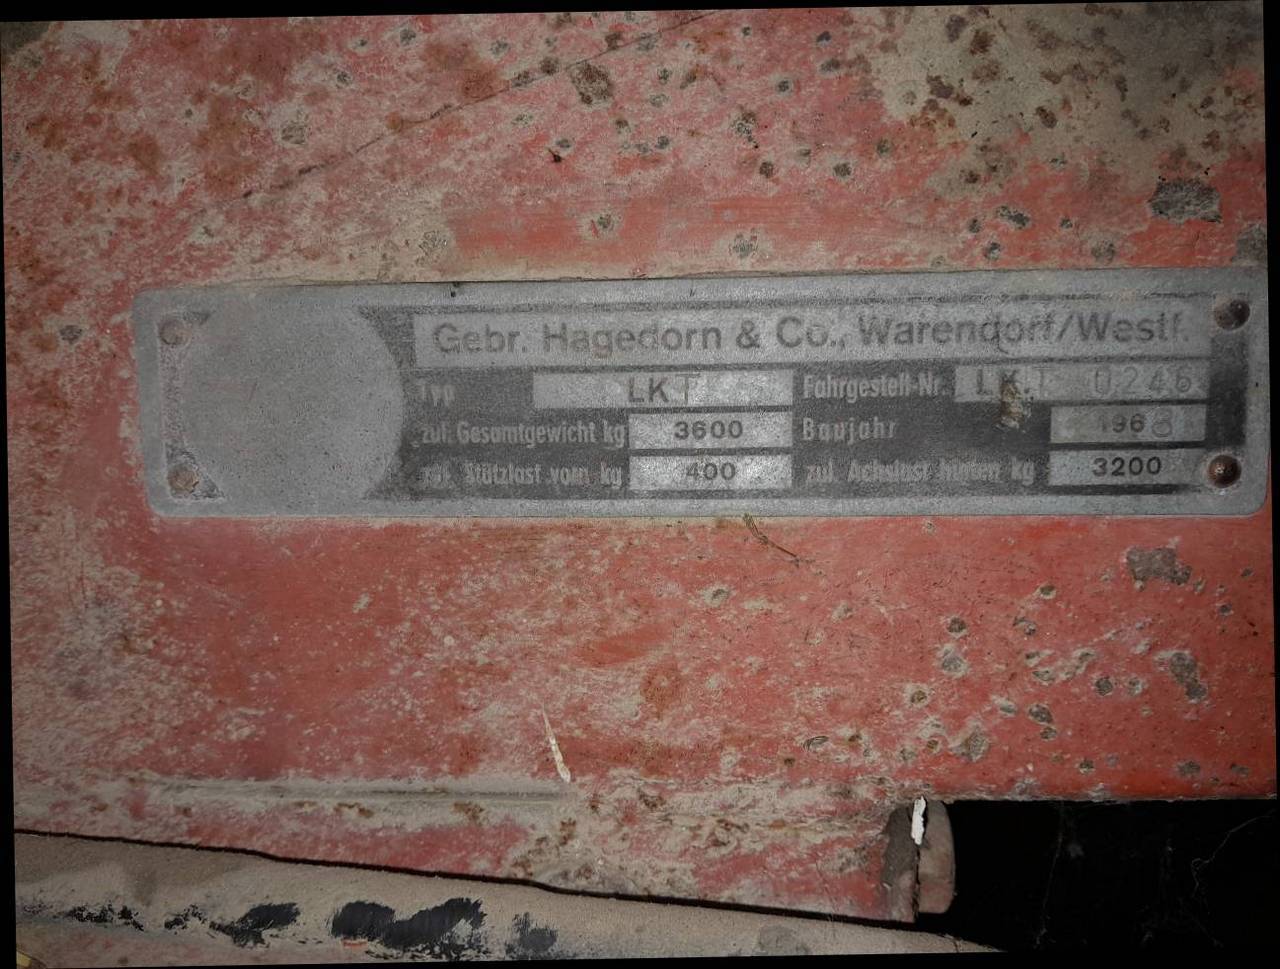 Gebr. Hagedorn & Co., Warendorf/Westf.
Typ LKT Fahrgestell-Nr. LKT 0246
zul. Gesamtgewicht kg 3600 Baujahr 1968
zul. Stützlast vorn kg 400 zul. Achslast hinten kg 3200